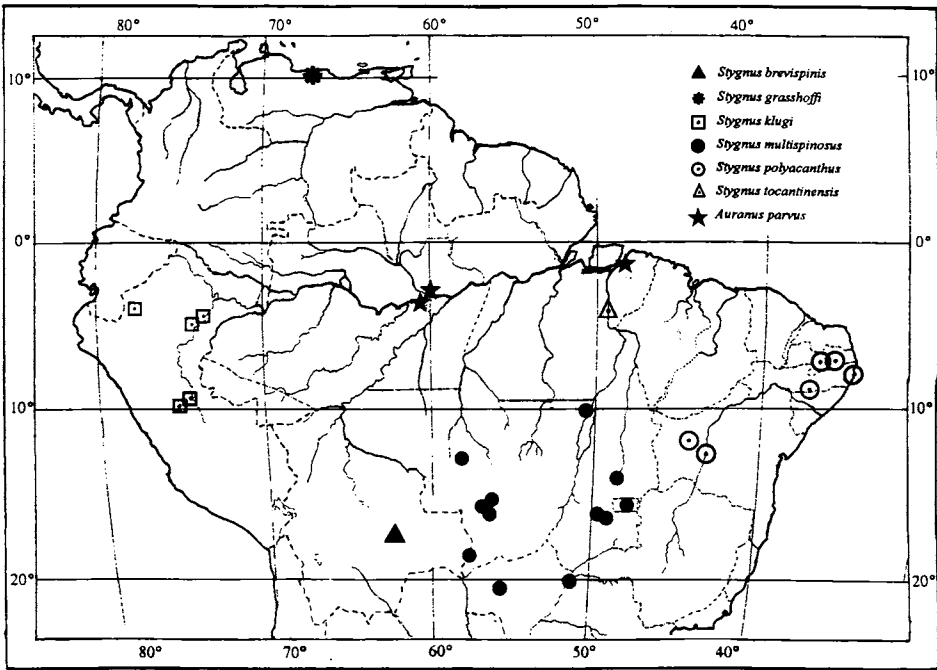 80° 70° 60° 50° 40°
10° 10°
Stygnus brevispinis
Stygnus grasshoffi
Stygnus klugi
Stygnus multispinosus
Stygnus polyacanthus
Stygnus tocantinensis
Auranus parvus
0° 0°
10° 10°
20° 20°
80° 70° 60° 50° 40°